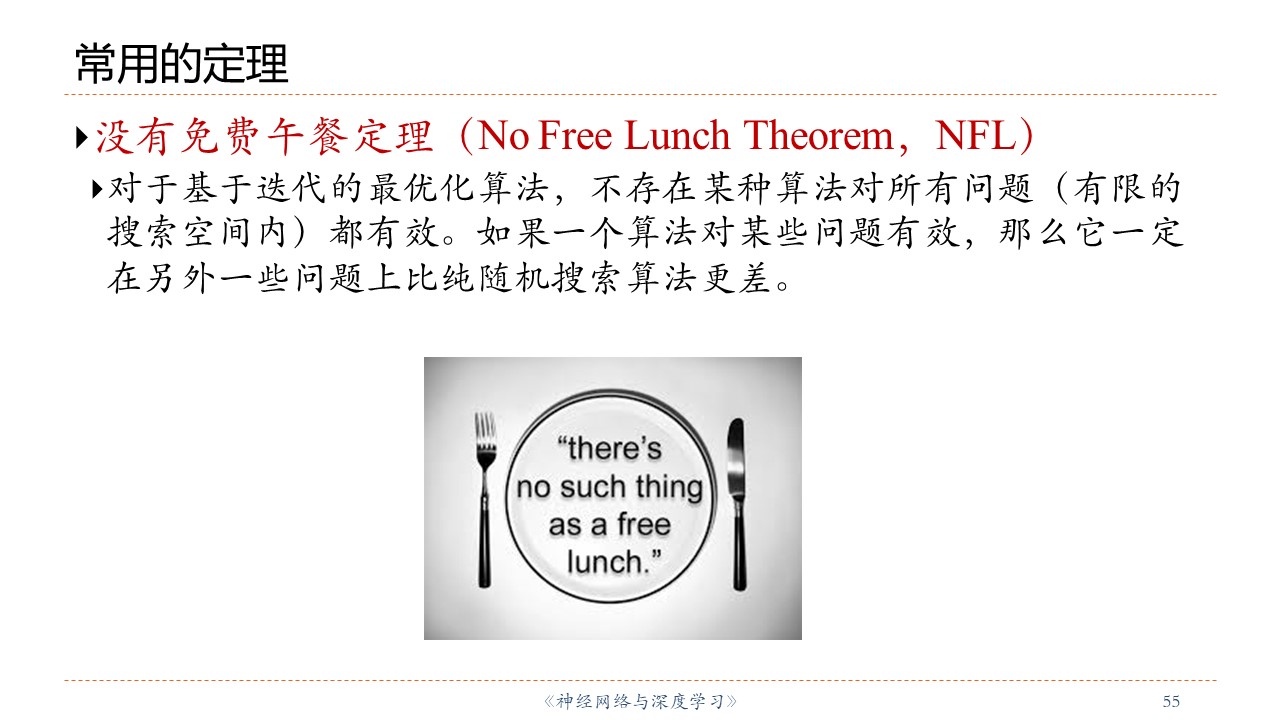 常用的定理
没有免费午餐定理（No Free Lunch Theorem，NFL）
对于基于迭代的最优化算法，不存在某种算法对所有问题（有限的
搜索空间内）都有效。如果一个算法对某些问题有效，那么它一定
在另外一些问题上比纯随机搜索算法更差。
“there’s
no such thing
as a free
lunch.”
《神经网络与深度学习》
55